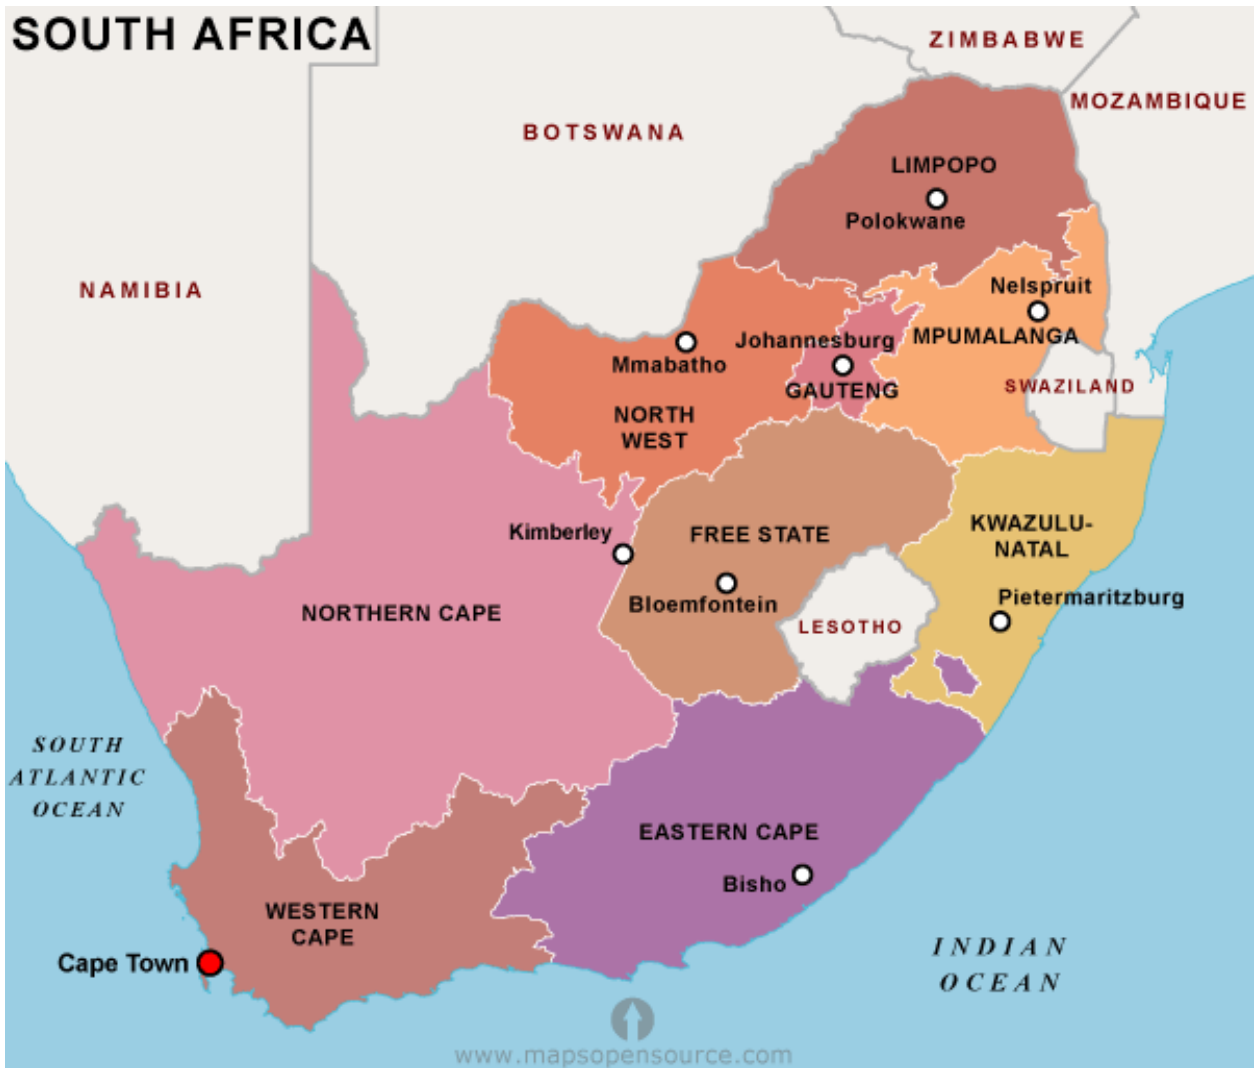 SOUTH AFRICA
ZIMBABWE
MOZAMBIQUE
BOTSWANA
LIMPOPO
Polokwane
NAMIBIA
Nelspruit
MPUMALANGA
Johannesburg
GAUTENG
Mmabatho
SWAZILAND
NORTH
WEST
KWAZULU-
NATAL
Kimberley
FREE STATE
Bloemfontein
Pietermaritzburg
NORTHERN CAPE
LESOTHO
SOUTH
ATLANTIC
OCEAN
EASTERN CAPE
Bisho
WESTERN
CAPE
Cape Town
INDIAN
OCEAN
www.mapsopensource.com